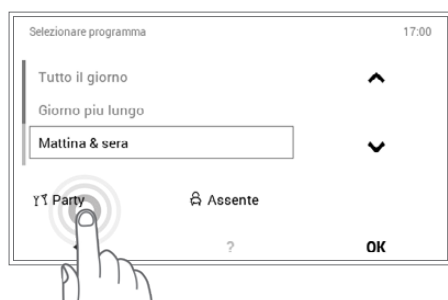 Selezionare programma 17:00
Tutto il giorno
Giorno piu lungo
Mattina & sera
Party Assente
? OK